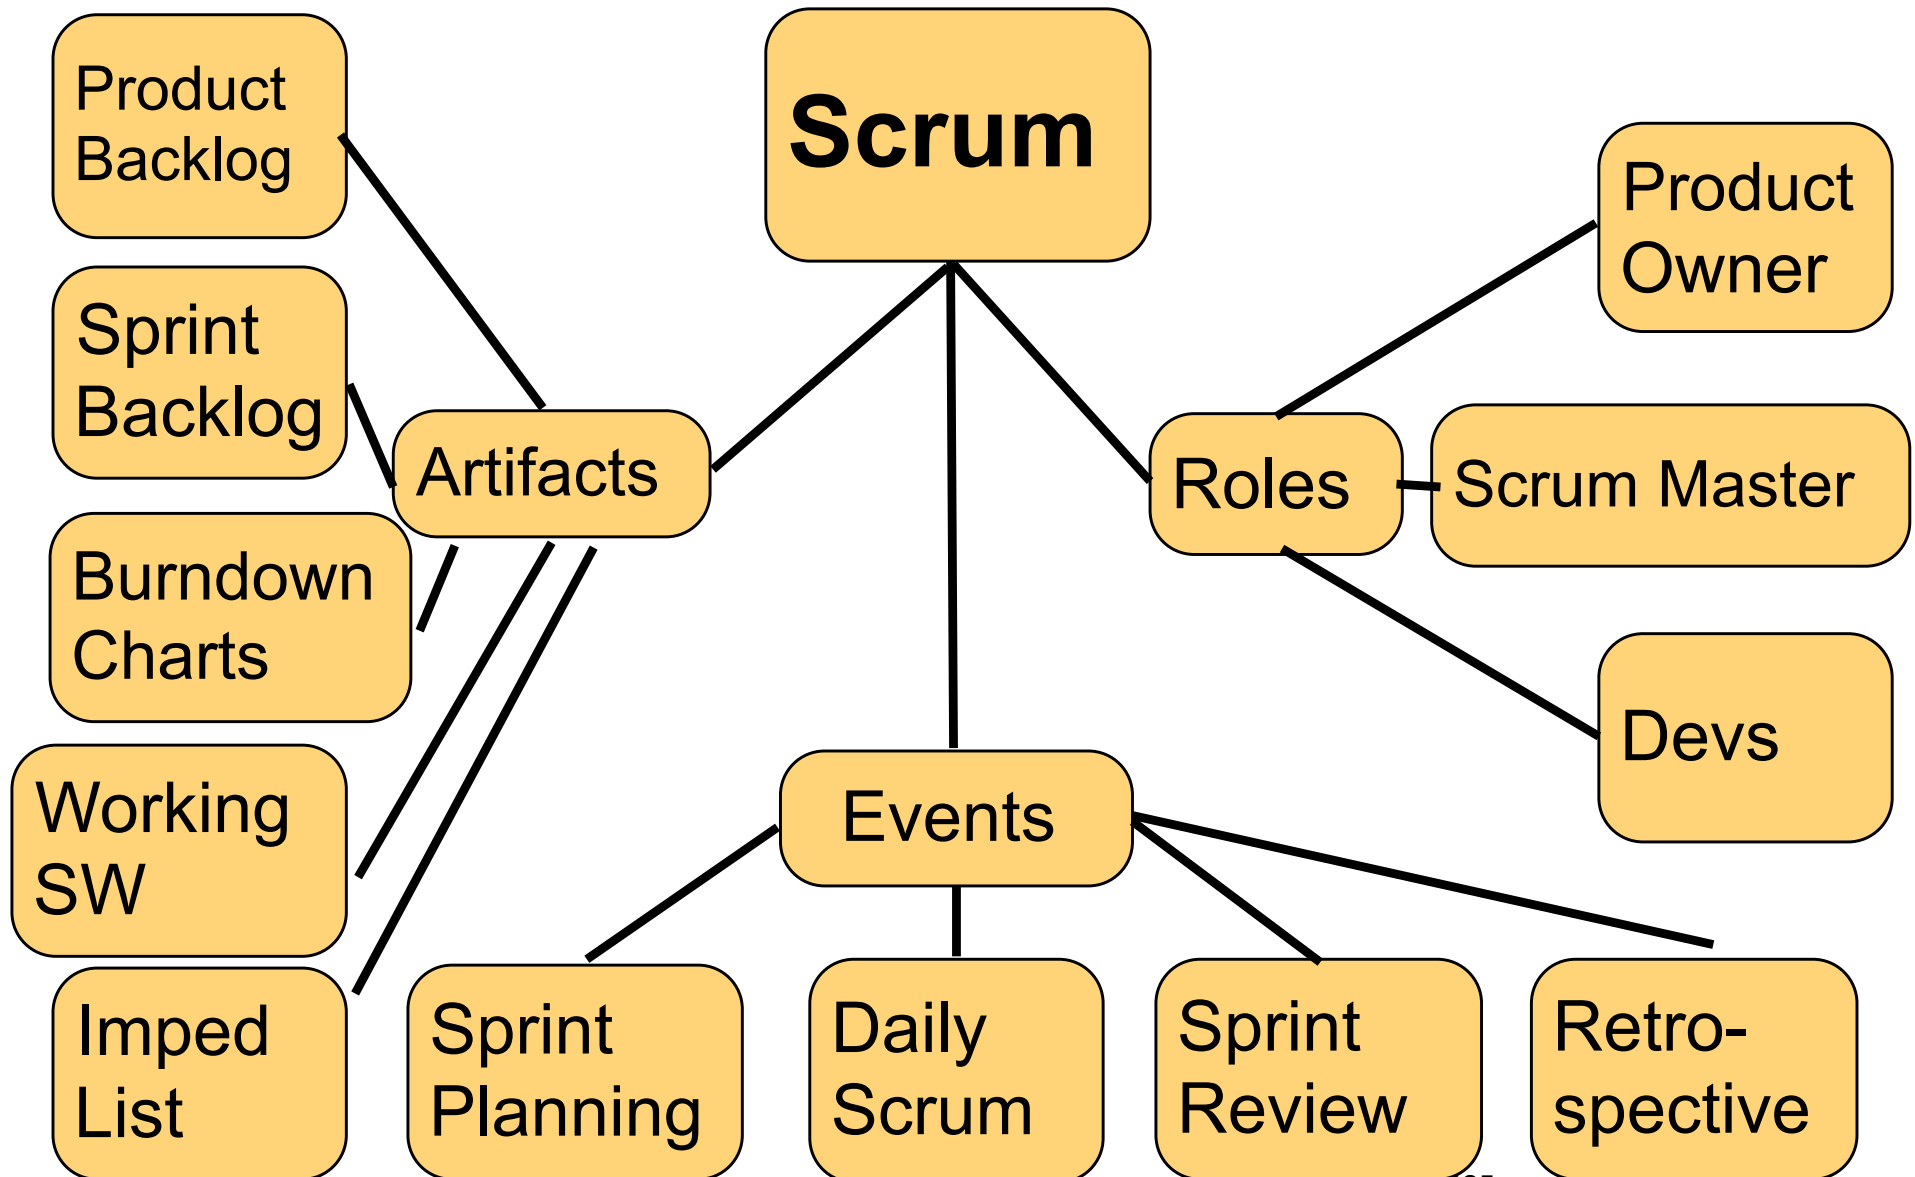 Scrum
Product
Backlog
Sprint
Backlog
Artifacts
Burndown
Charts
Working
SW
Imped
List
Roles
Product
Owner
Scrum Master
Devs
Events
Sprint
Planning
Daily
Scrum
Sprint
Review
Retro-
spective